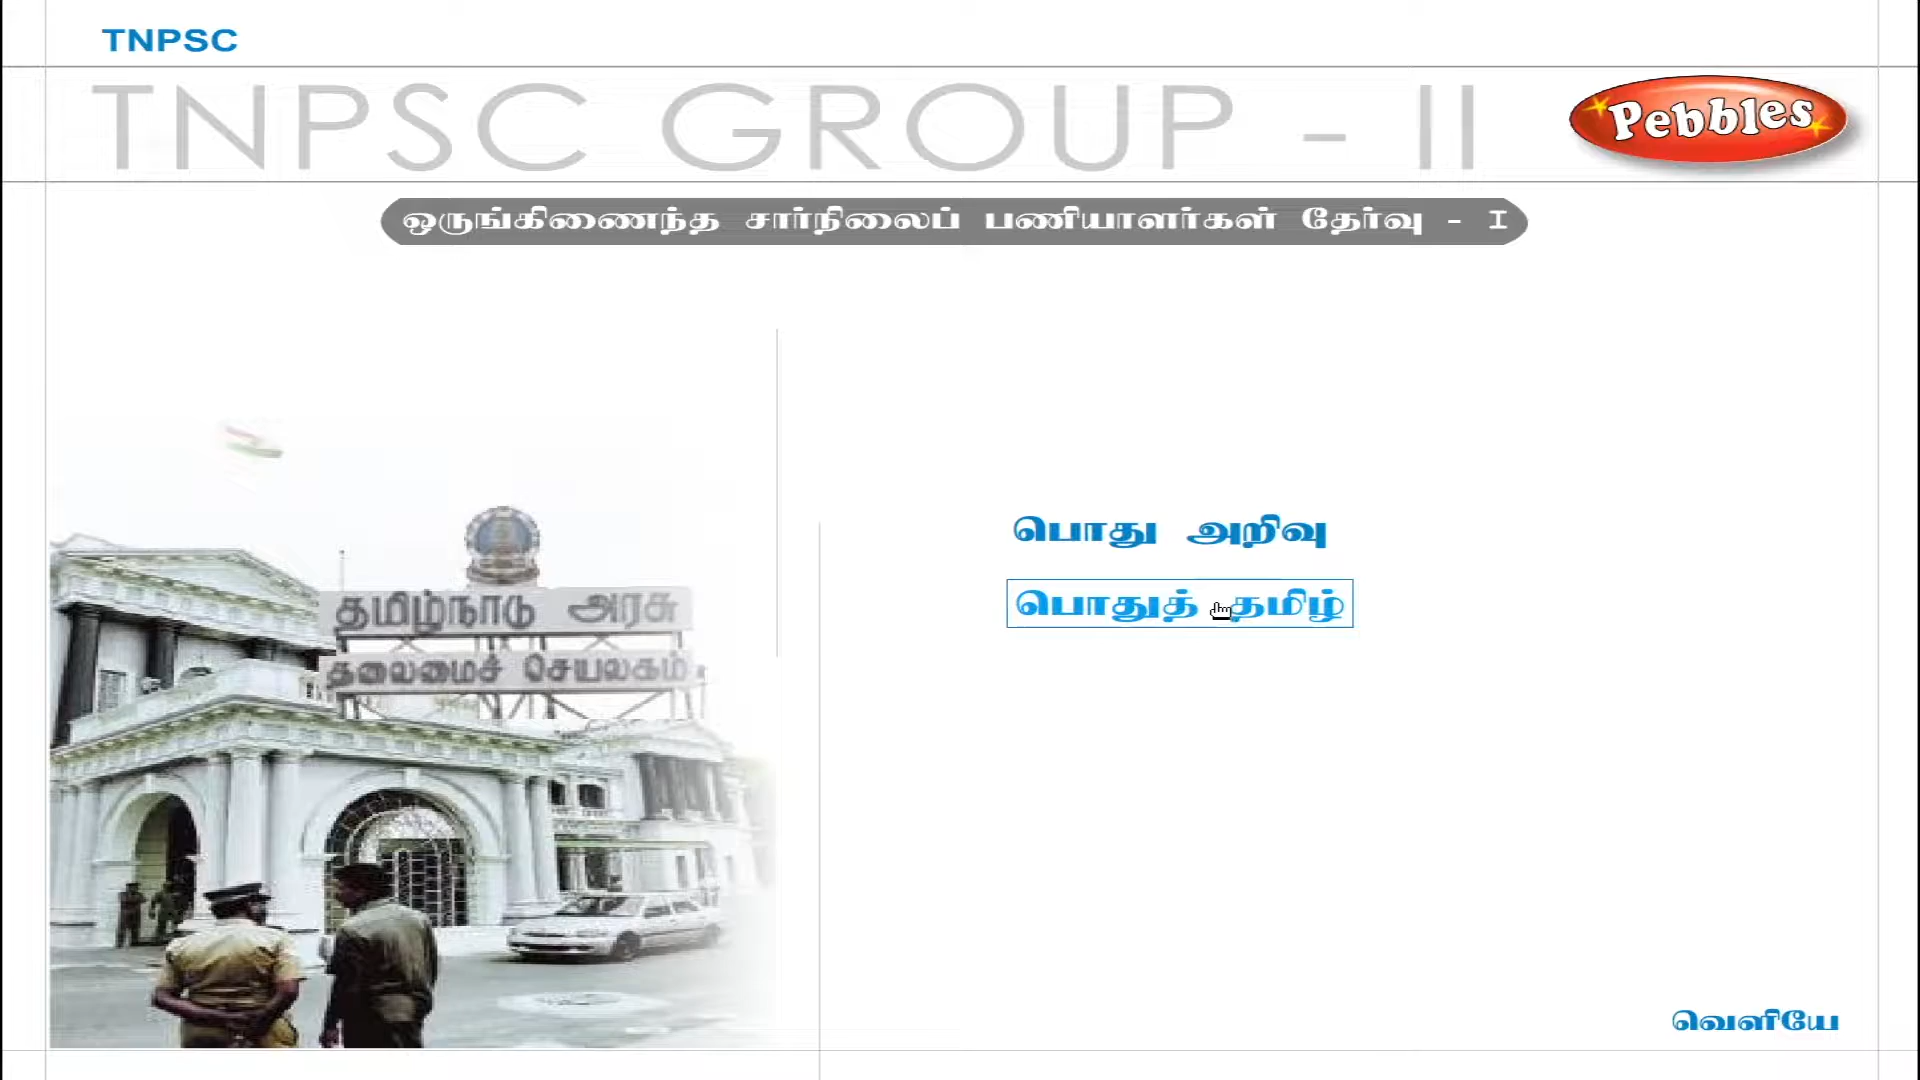 TNPSC
TNPSC GROUP - II
Pebbles
ஒருங்கிணைந்த சார்நிலைப் பணியாளர்கள் தேர்வு - I
பொது அறிவு
பொதுத் தமிழ்
தமிழ்நாடு அரசு
தலைமைச் செயலகம்
வெளியே